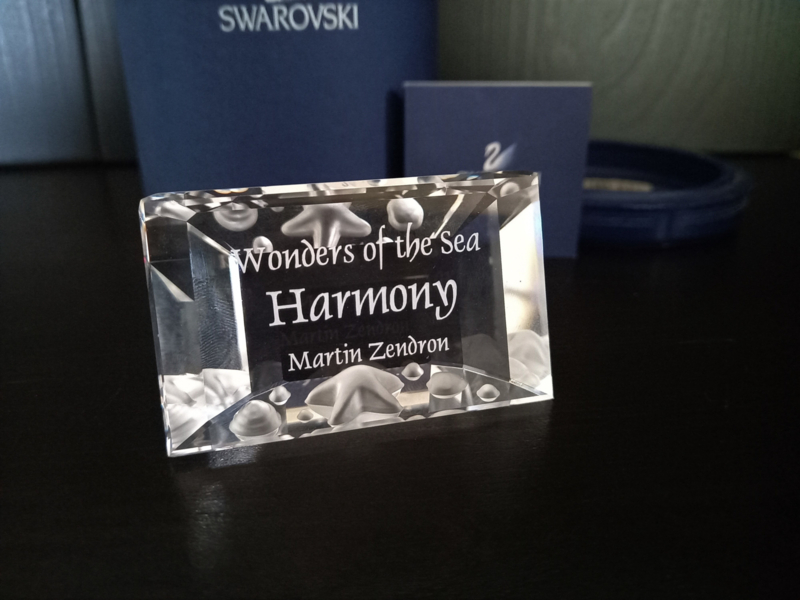 SWAROVSKI
Wonders of the Sea
Harmony
Martin Zendron